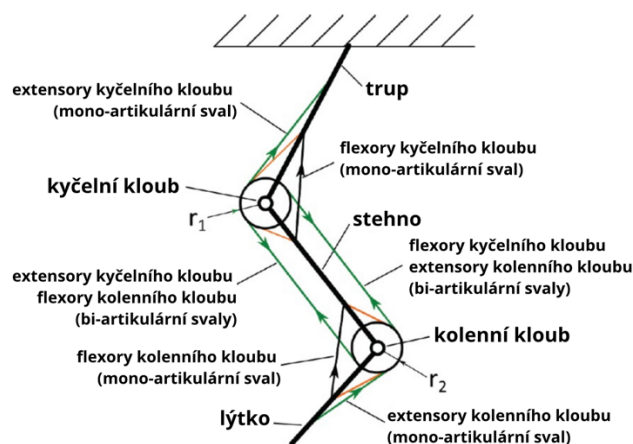 extensory kyčelního kloubu
(mono-artikulární sval)
trup
flexory kyčelního kloubu
(mono-artikulární sval)
kyčelní kloub
r1
stehno
flexory kyčelního kloubu
extensory kolenního kloubu
(bi-artikulární svaly)
extensory kyčelního kloubu
flexory kolenního kloubu
(bi-artikulární svaly)
kolenní kloub
flexory kolenního kloubu
(mono-artikulární sval)
r2
lýtko
extensory kolenního kloubu
(mono-artikulární sval)